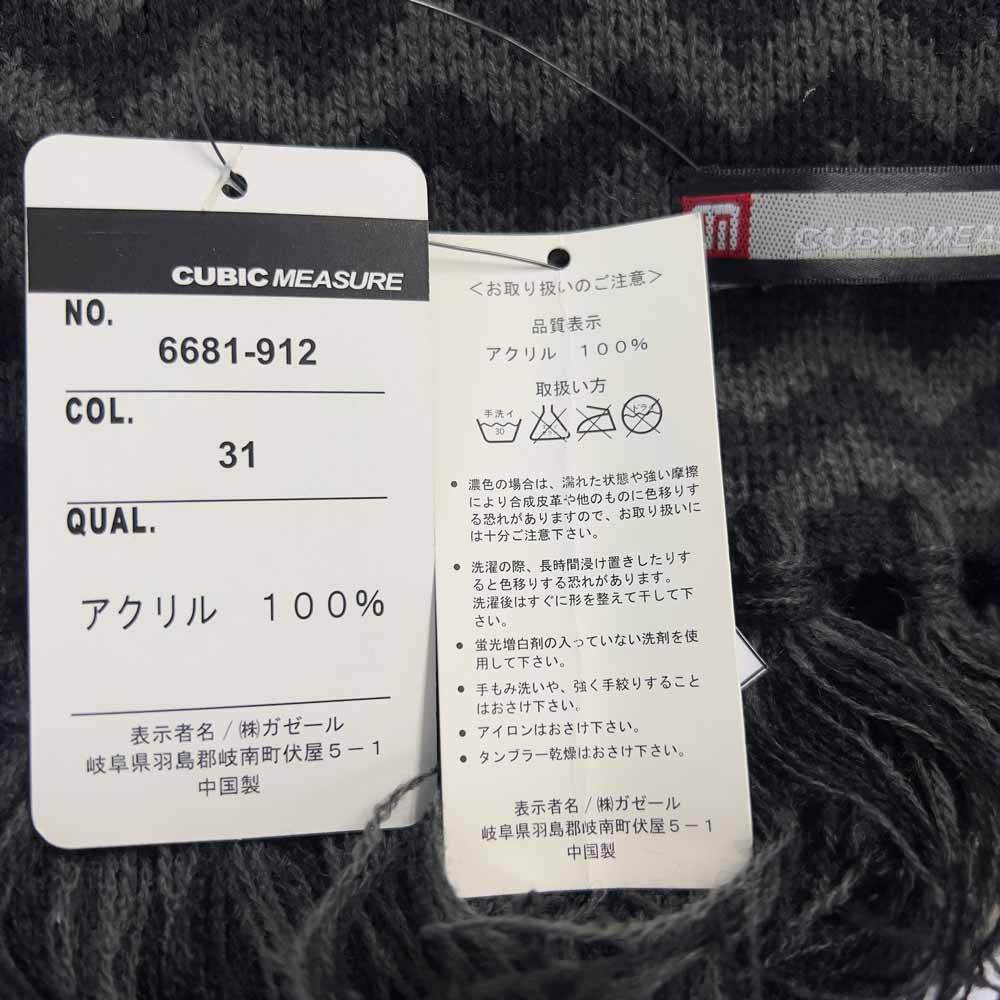 CUBIC MEASURE
NO.
6681-912
COL.
31
QUAL.
アクリル 100%
表示者名/㈱ガゼール
岐阜県羽島郡岐南町伏屋5-1
中国製
<お取り扱いのご注意>
品質表示
アクリル 100%
取扱い方
手洗イ
30
ドライ
● 濃色の場合は、濡れた状態や強い摩擦
により合成皮革や他のものに色移りす
る恐れがありますので、お取り扱いに
は十分ご注意下さい。
● 洗濯の際、長時間浸け置きしたりす
ると色移りする恐れがあります。
洗濯後はすぐに形を整えて干して下
さい。
● 蛍光増白剤の入っていない洗剤を使
用して下さい。
● 手もみ洗いや、強く手絞りすること
はおさけ下さい。
● アイロンはおさけ下さい。
● タンブラー乾燥はおさけ下さい。
表示者名/㈱ガゼール
岐阜県羽島郡岐南町伏屋5-1
中国製
CUBIC MEA